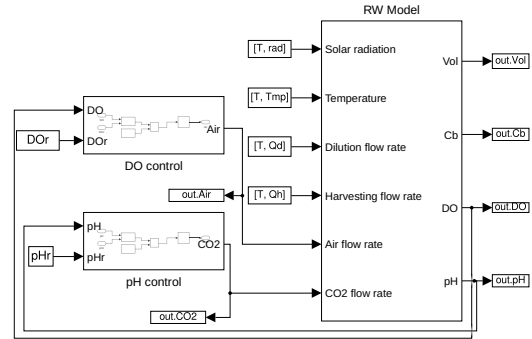 RW Model
[T, rad]
Solar radiation
Vol
out.Vol
[T, Tmp]
Temperature
DO
Air
DOr
DOr
DO control
[T, Qd]
Dilution flow rate
Cb
out.Cb
out.Air
[T, Qh]
Harvesting flow rate
DO
out.DO
pH
CO2
pHr
pHr
pH control
Air flow rate
pH
out.pH
CO2 flow rate
out.CO2